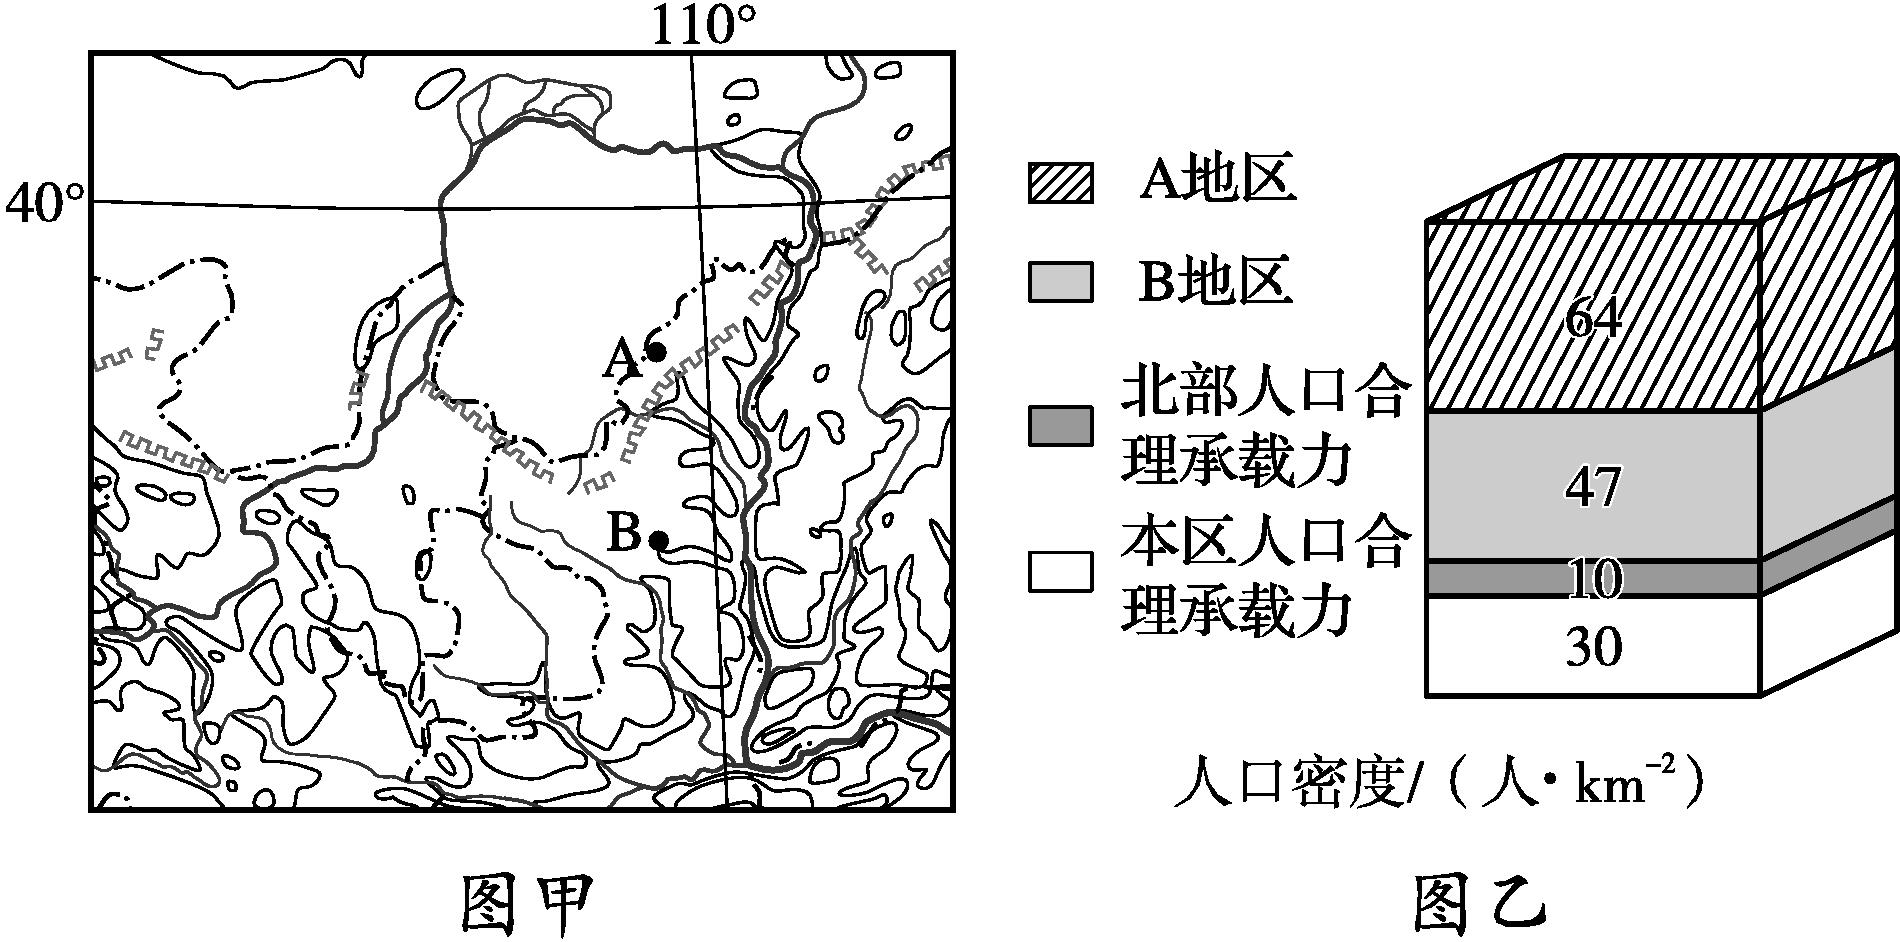 110°
40°
A
B
图甲
A地区
B地区
北部人口合
理承载力
本区人口合
理承载力
64
47
10
30
人口密度/(人·km⁻²)
图乙